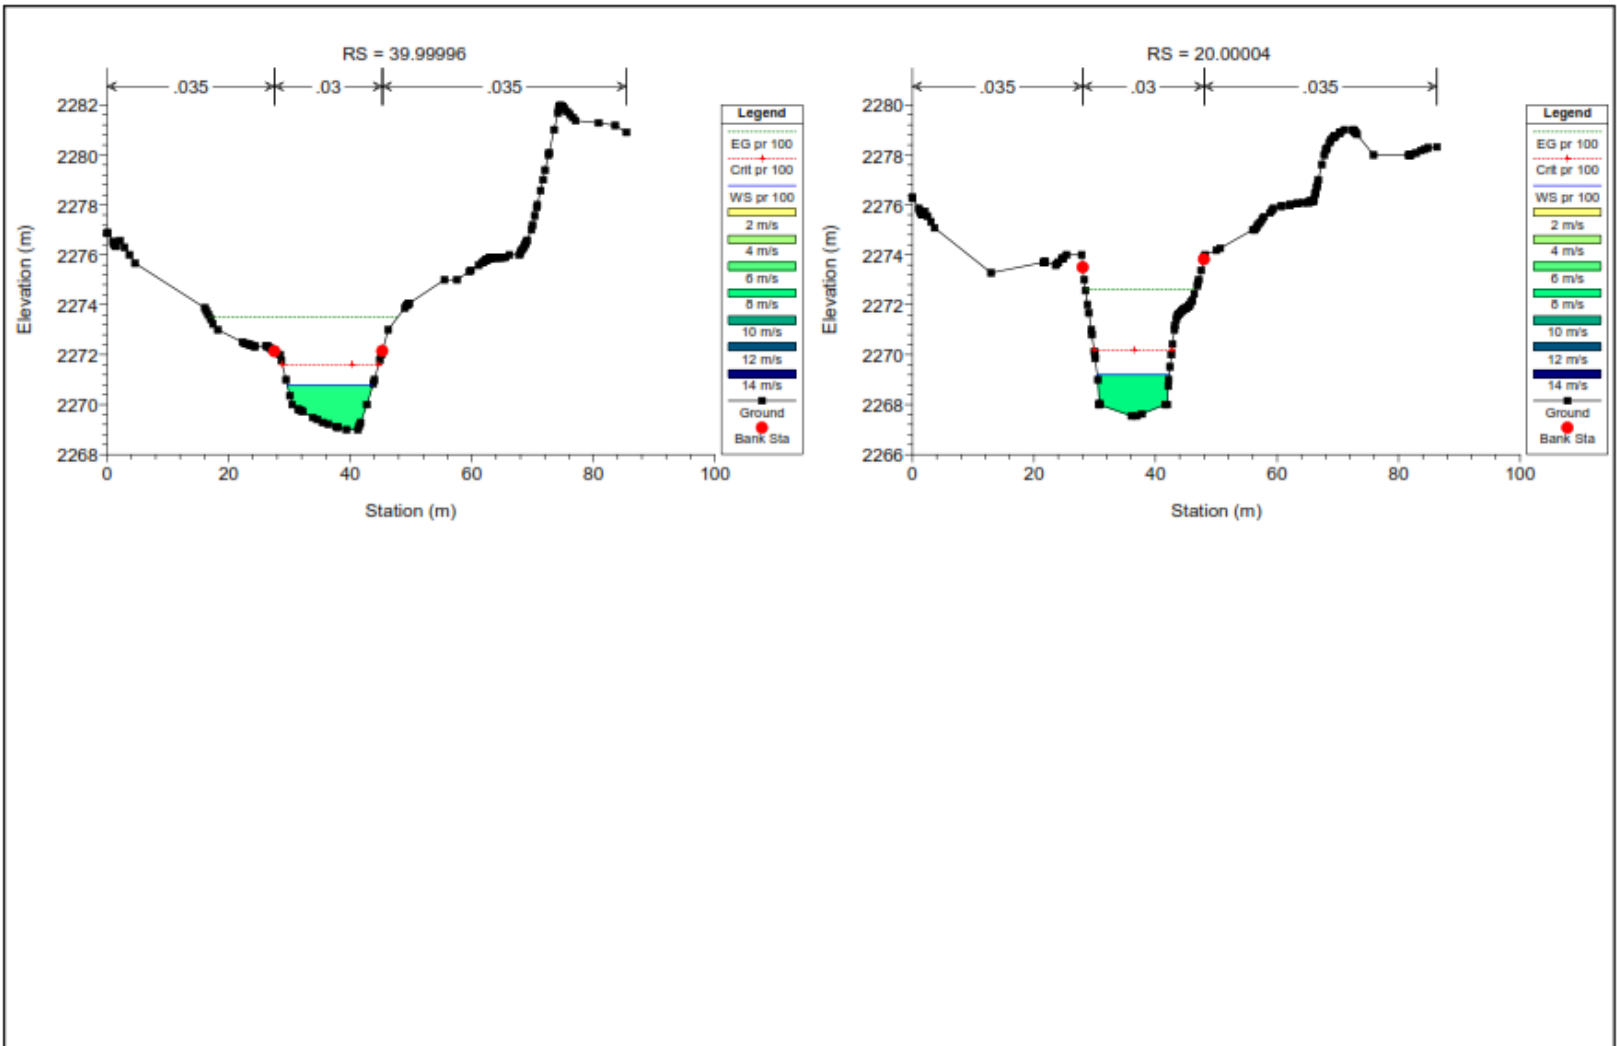 RS = 39.99996
.035
.03
.035
2282
2280
2278
2276
2274
2272
2270
2268
Elevation (m)
0
20
40
60
80
100
Station (m)
Legend
EG pr 100
Crit pr 100
WS pr 100
2 m/s
4 m/s
6 m/s
8 m/s
10 m/s
12 m/s
14 m/s
Ground
Bank Sta
RS = 20.00004
.035
.03
.035
2280
2278
2276
2274
2272
2270
2268
2266
Elevation (m)
0
20
40
60
80
100
Station (m)
Legend
EG pr 100
Crit pr 100
WS pr 100
2 m/s
4 m/s
6 m/s
8 m/s
10 m/s
12 m/s
14 m/s
Ground
Bank Sta